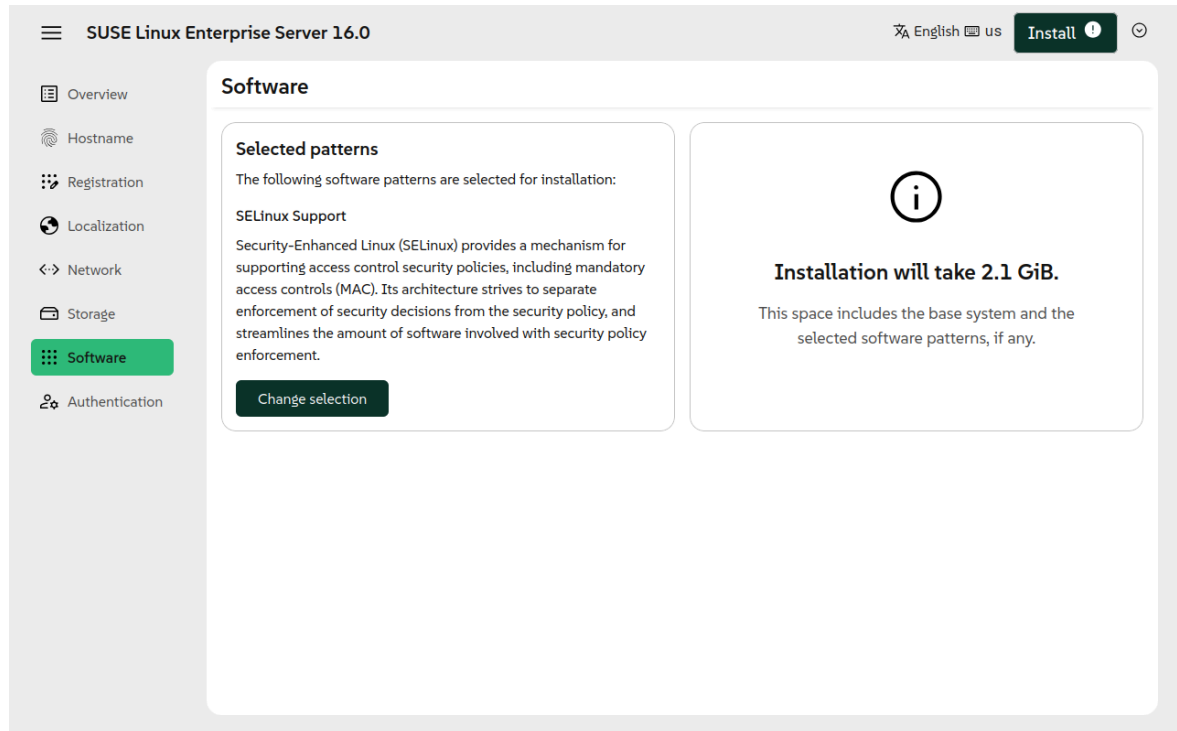 SUSE Linux Enterprise Server 16.0
English us
Install !
Overview
Hostname
Registration
Localization
Network
Storage
Software
Authentication
Software
Selected patterns
The following software patterns are selected for installation:
SELinux Support
Security-Enhanced Linux (SELinux) provides a mechanism for
supporting access control security policies, including mandatory
access controls (MAC). Its architecture strives to separate
enforcement of security decisions from the security policy, and
streamlines the amount of software involved with security policy
enforcement.
Change selection
Installation will take 2.1 GiB.
This space includes the base system and the
selected software patterns, if any.